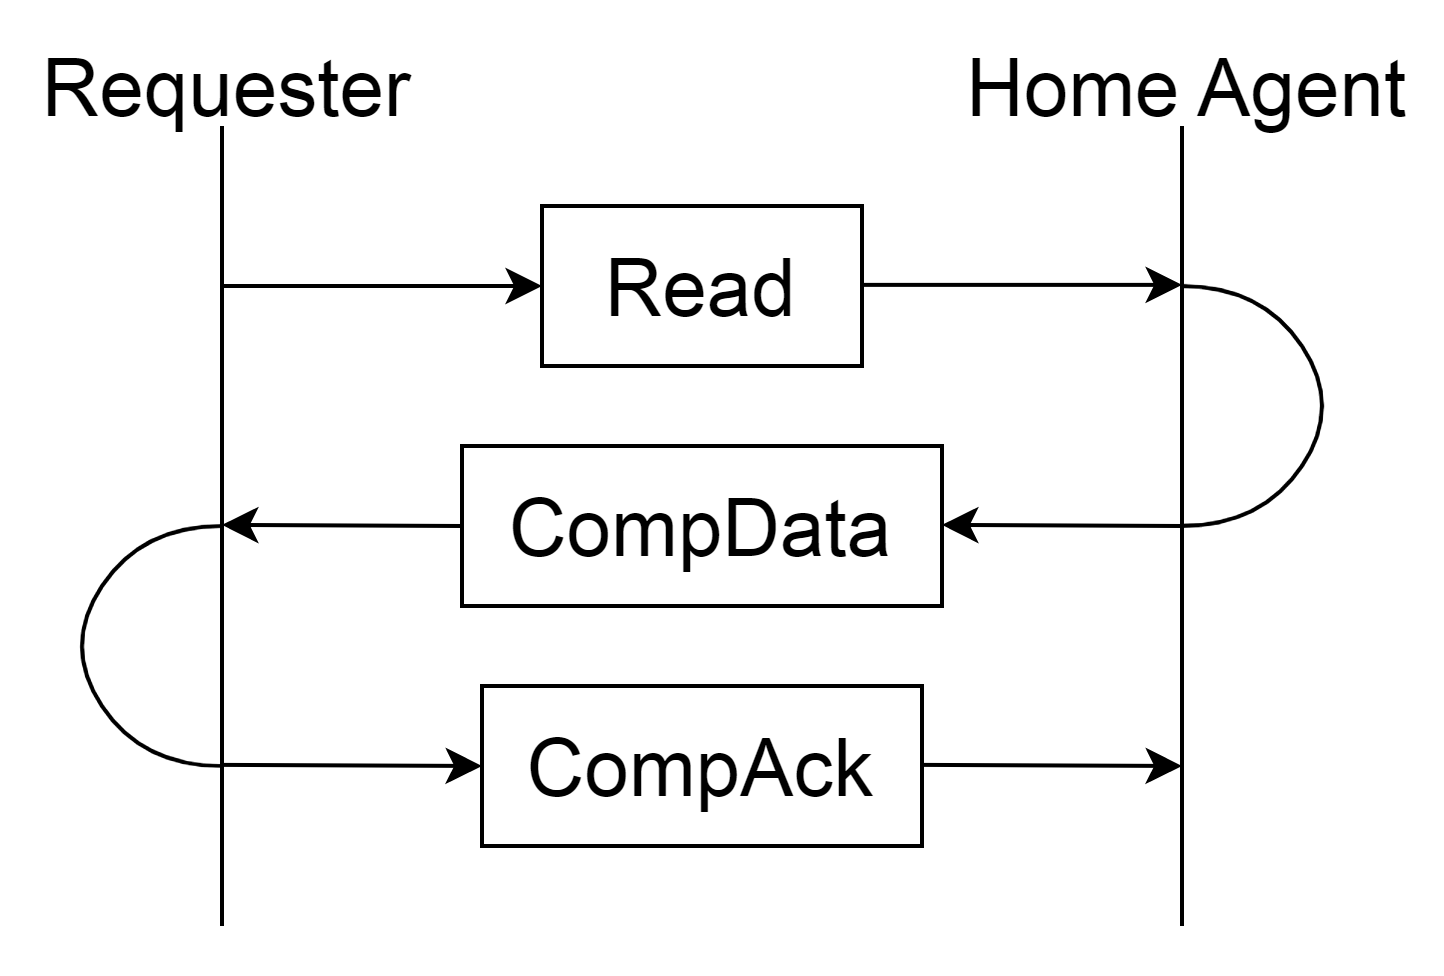 Requester Home Agent
Read
CompData
CompAck